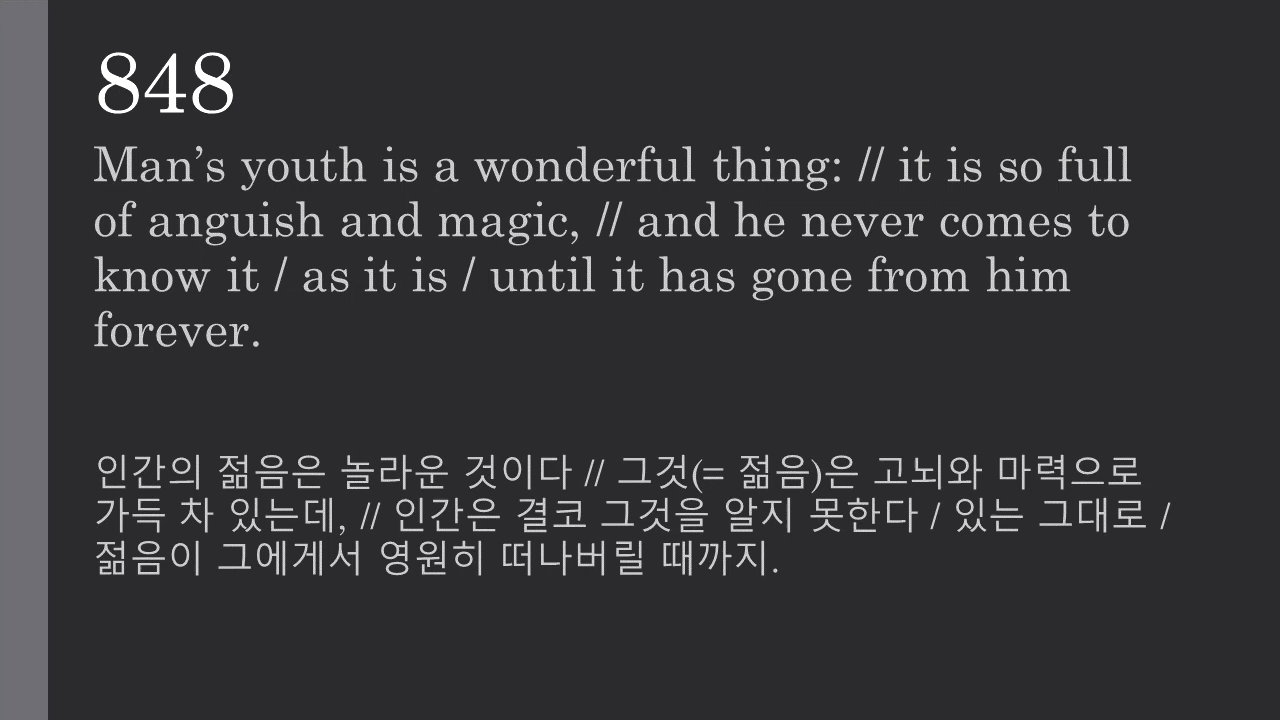 848
Man’s youth is a wonderful thing: // it is so full
of anguish and magic, // and he never comes to
know it / as it is / until it has gone from him
forever.
인간의 젊음은 놀라운 것이다 // 그것(= 젊음)은 고뇌와 마력으로
가득 차 있는데, // 인간은 결코 그것을 알지 못한다 / 있는 그대로 /
젊음이 그에게서 영원히 떠나버릴 때까지.